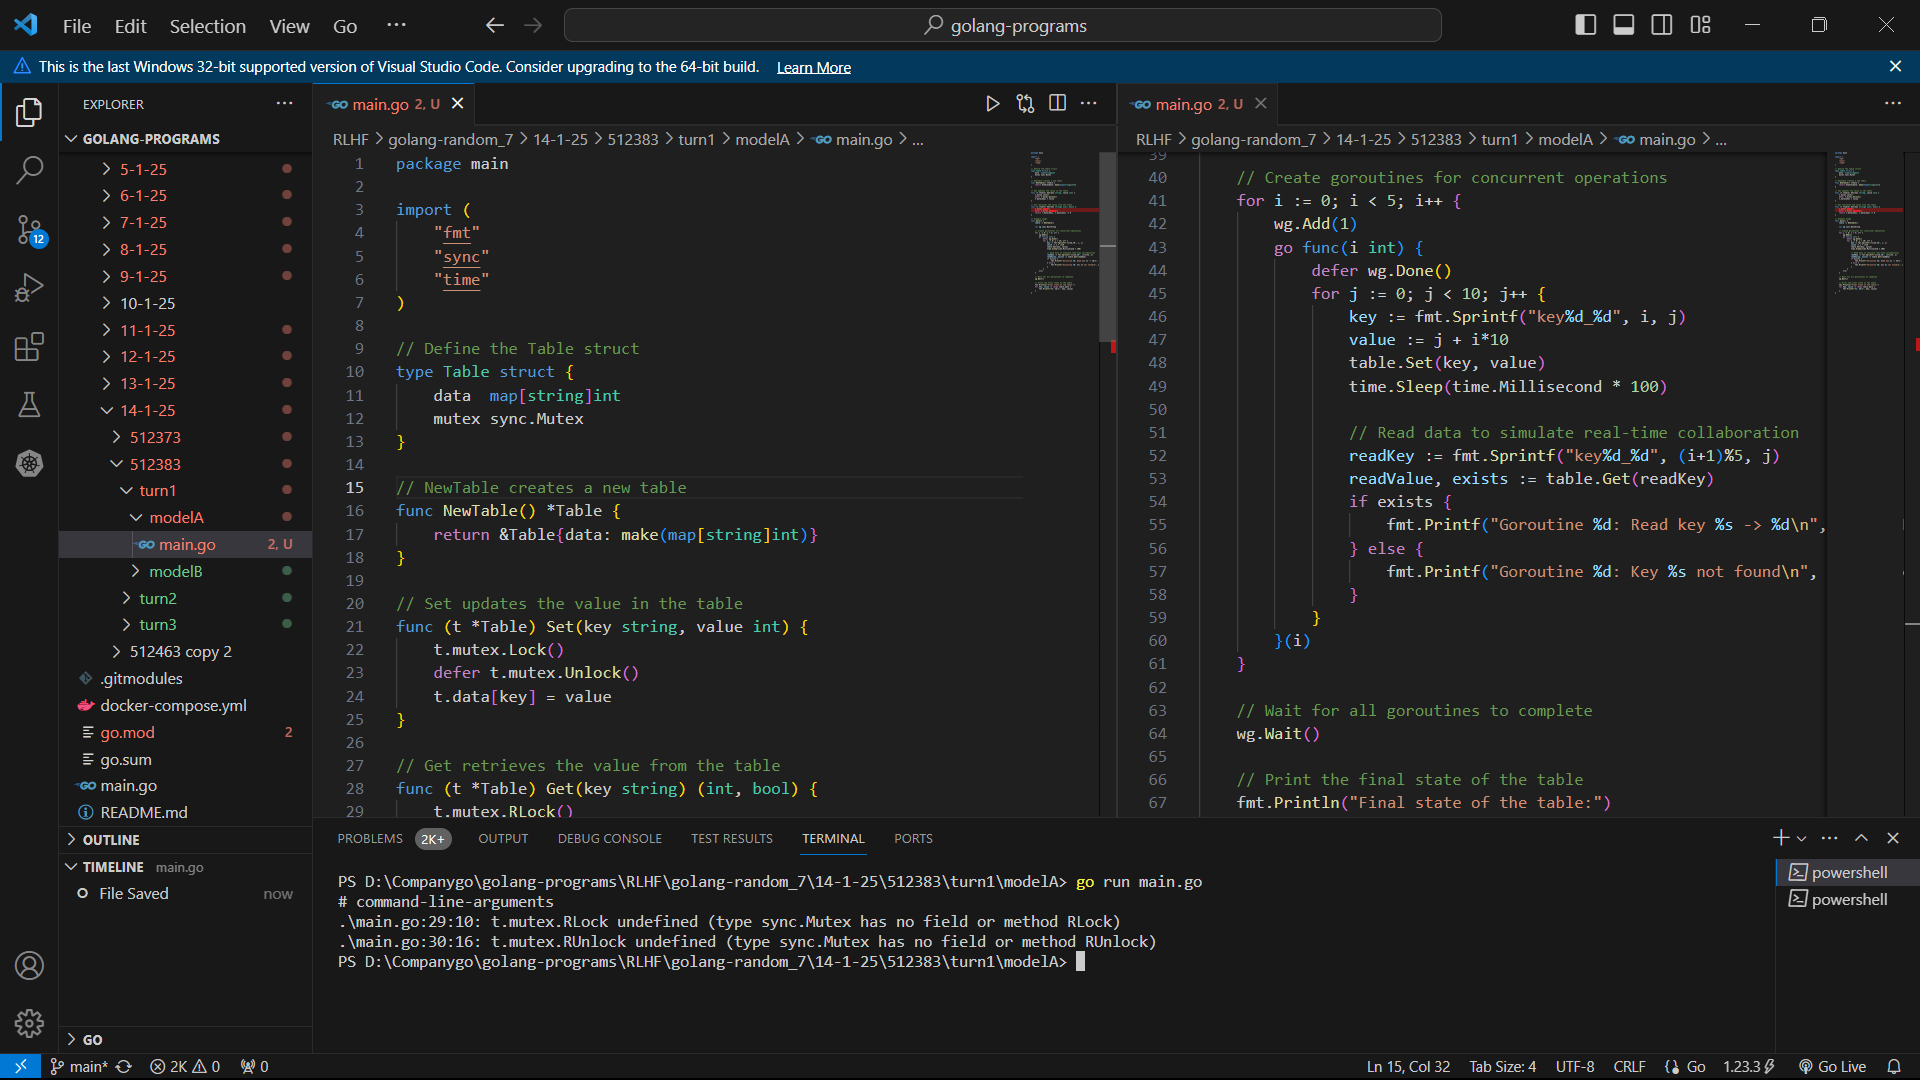 File Edit Selection View Go ··· golang-programs
This is the last Windows 32-bit supported version of Visual Studio Code. Consider upgrading to the 64-bit build. Learn More
EXPLORER
GOLANG-PROGRAMS
5-1-25
6-1-25
7-1-25
8-1-25
9-1-25
10-1-25
11-1-25
12-1-25
13-1-25
14-1-25
512373
512383
turn1
modelA
main.go 2, U
modelB
turn2
turn3
512463 copy 2
.gitmodules
docker-compose.yml
go.mod 2
go.sum
main.go
README.md
OUTLINE
TIMELINE main.go
File Saved now
GO
12
main.go 2, U
RLHF > golang-random_7 > 14-1-25 > 512383 > turn1 > modelA > main.go > ...
1 package main
2
3 import (
4 "fmt"
5 "sync"
6 "time"
7 )
8
9 // Define the Table struct
10 type Table struct {
11 data map[string]int
12 mutex sync.Mutex
13 }
14
15 // NewTable creates a new table
16 func NewTable() *Table {
17 return &Table{data: make(map[string]int)}
18 }
19
20 // Set updates the value in the table
21 func (t *Table) Set(key string, value int) {
22 t.mutex.Lock()
23 defer t.mutex.Unlock()
24 t.data[key] = value
25 }
26
27 // Get retrieves the value from the table
28 func (t *Table) Get(key string) (int, bool) {
29 t.mutex.RLock()
main.go 2, U
RLHF > golang-random_7 > 14-1-25 > 512383 > turn1 > modelA > main.go > ...
39
40 // Create goroutines for concurrent operations
41 for i := 0; i < 5; i++ {
42 wg.Add(1)
43 go func(i int) {
44 defer wg.Done()
45 for j := 0; j < 10; j++ {
46 key := fmt.Sprintf("key%d_%d", i, j)
47 value := j + i*10
48 table.Set(key, value)
49 time.Sleep(time.Millisecond * 100)
50
51 // Read data to simulate real-time collaboration
52 readKey := fmt.Sprintf("key%d_%d", (i+1)%5, j)
53 readValue, exists := table.Get(readKey)
54 if exists {
55 fmt.Printf("Goroutine %d: Read key %s -> %d\n",
56 } else {
57 fmt.Printf("Goroutine %d: Key %s not found\n",
58 }
59 }
60 }(i)
61 }
62
63 // Wait for all goroutines to complete
64 wg.Wait()
65
66 // Print the final state of the table
67 fmt.Println("Final state of the table:")
PROBLEMS 2K+ OUTPUT DEBUG CONSOLE TEST RESULTS TERMINAL PORTS
PS D:\Companygo\golang-programs\RLHF\golang-random_7\14-1-25\512383\turn1\modelA> go run main.go
# command-line-arguments
.\main.go:29:10: t.mutex.RLock undefined (type sync.Mutex has no field or method RLock)
.\main.go:30:16: t.mutex.RUnlock undefined (type sync.Mutex has no field or method RUnlock)
PS D:\Companygo\golang-programs\RLHF\golang-random_7\14-1-25\512383\turn1\modelA>
powershell
powershell
main* 2K 0 0 Ln 15, Col 32 Tab Size: 4 UTF-8 CRLF Go 1.23.3 Go Live